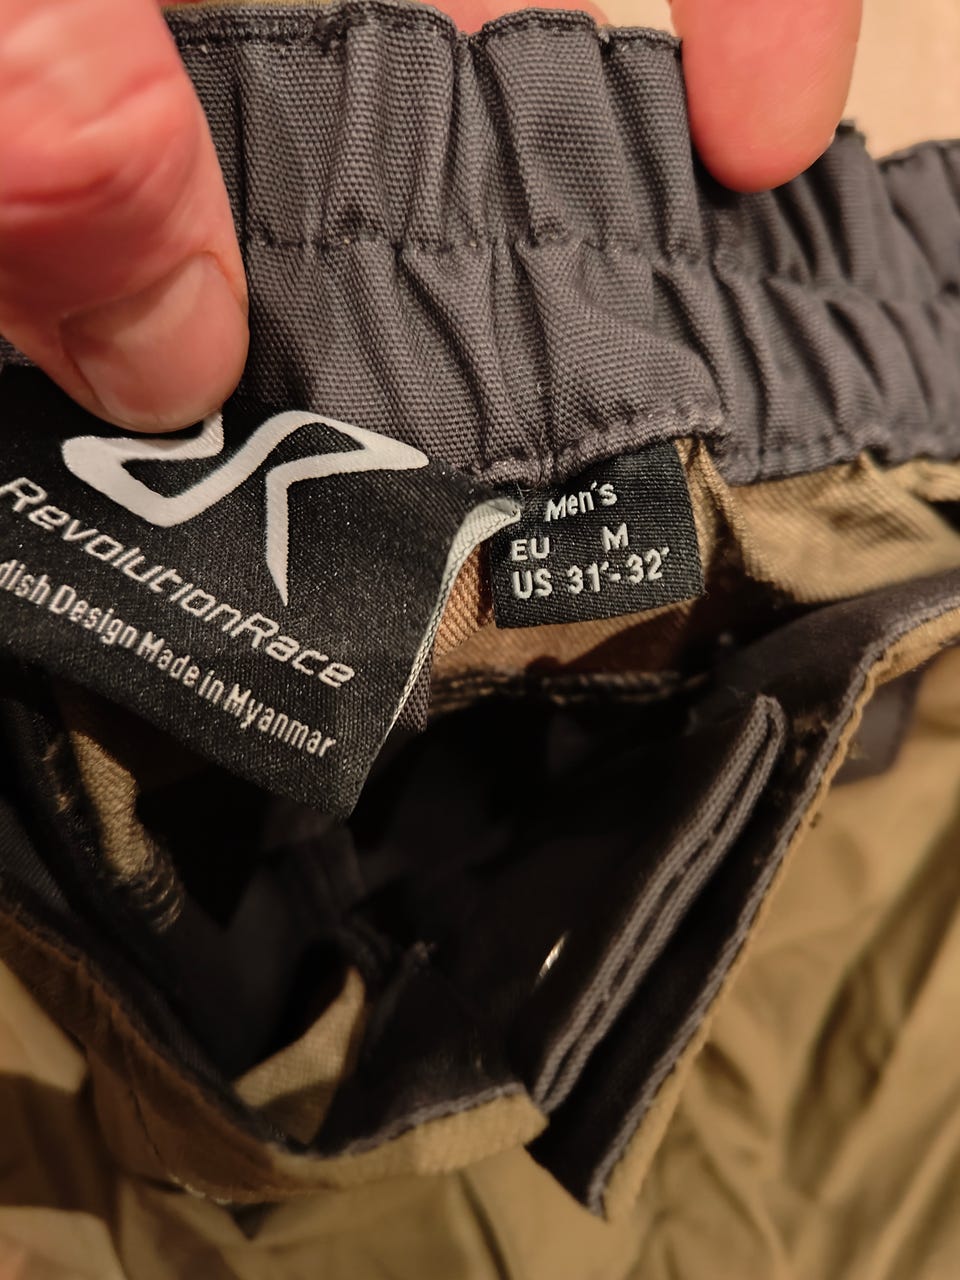 RevolutionRace
dish Design Made in Myanmar
Men's
EU M
US 31"-32"